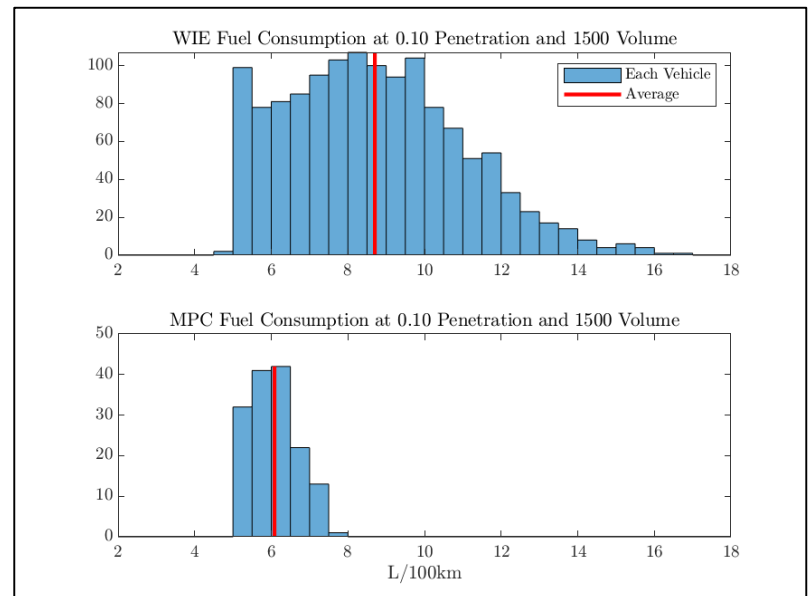 WIE Fuel Consumption at 0.10 Penetration and 1500 Volume
100
80
60
40
20
0
2 4 6 8 10 12 14 16 18
Each Vehicle
Average
MPC Fuel Consumption at 0.10 Penetration and 1500 Volume
50
40
30
20
10
0
2 4 6 8 10 12 14 16 18
L/100km